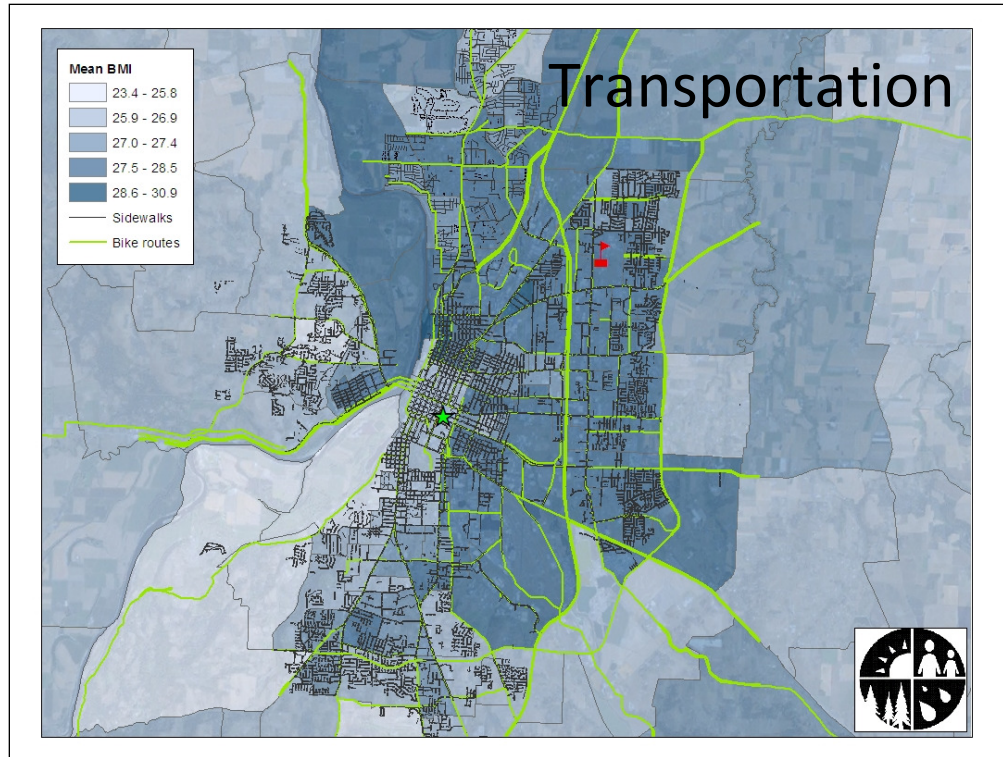 Transportation
Mean BMI
23.4 - 25.8
25.9 - 26.9
27.0 - 27.4
27.5 - 28.5
28.6 - 30.9
Sidewalks
Bike routes